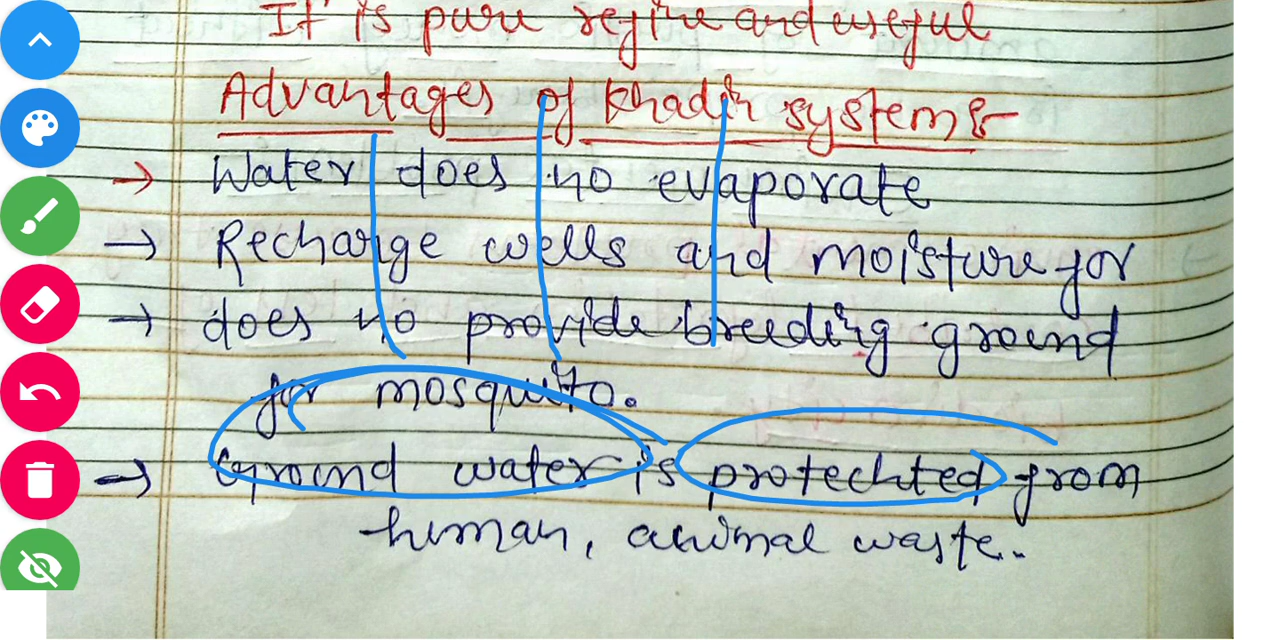 It is pure refine and useful
Advantages of Khadin system:-
→ Water does no evaporate
→ Recharge wells and moisture for
→ does no provide breeding ground
for mosquito.
→ Ground water is protechted from
human, animal waste.